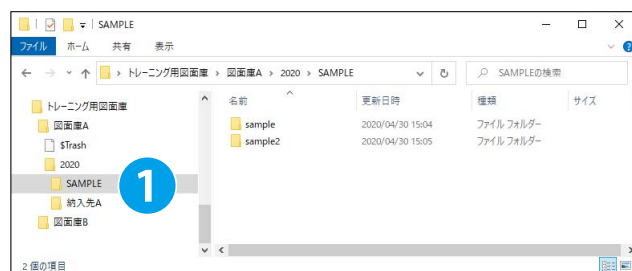 SAMPLE
ファイル ホーム 共有 表示
トレーニング用図面庫 › 図面庫A › 2020 › SAMPLE
SAMPLEの検索
トレーニング用図面庫
図面庫A
$Trash
2020
SAMPLE
納入先A
図面庫B
1
名前 更新日時 種類 サイズ
sample 2020/04/30 15:04 ファイル フォルダー
sample2 2020/04/30 15:05 ファイル フォルダー
2 個の項目